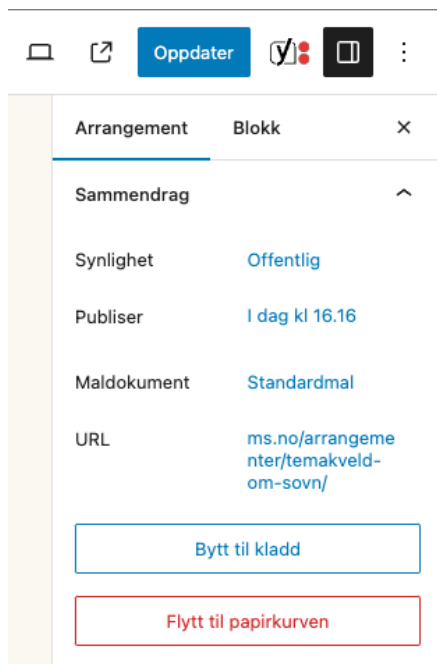 Oppdater
Arrangement Blokk
Sammendrag
Synlighet Offentlig
Publiser I dag kl 16.16
Maldokument Standardmal
URL ms.no/arrangeme
nter/temakveld-
om-sovn/
Bytt til kladd
Flytt til papirkurven